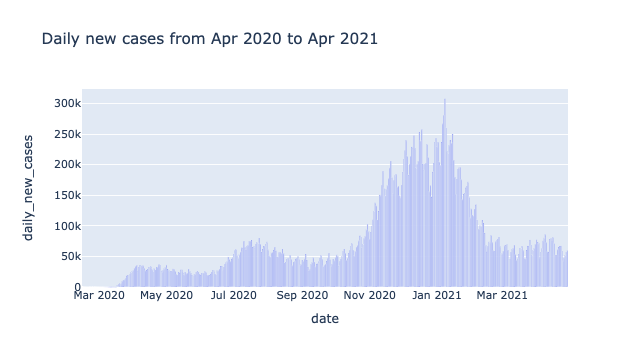 Daily new cases from Apr 2020 to Apr 2021
daily_new_cases
300k
250k
200k
150k
100k
50k
0
Mar 2020 May 2020 Jul 2020 Sep 2020 Nov 2020 Jan 2021 Mar 2021
date